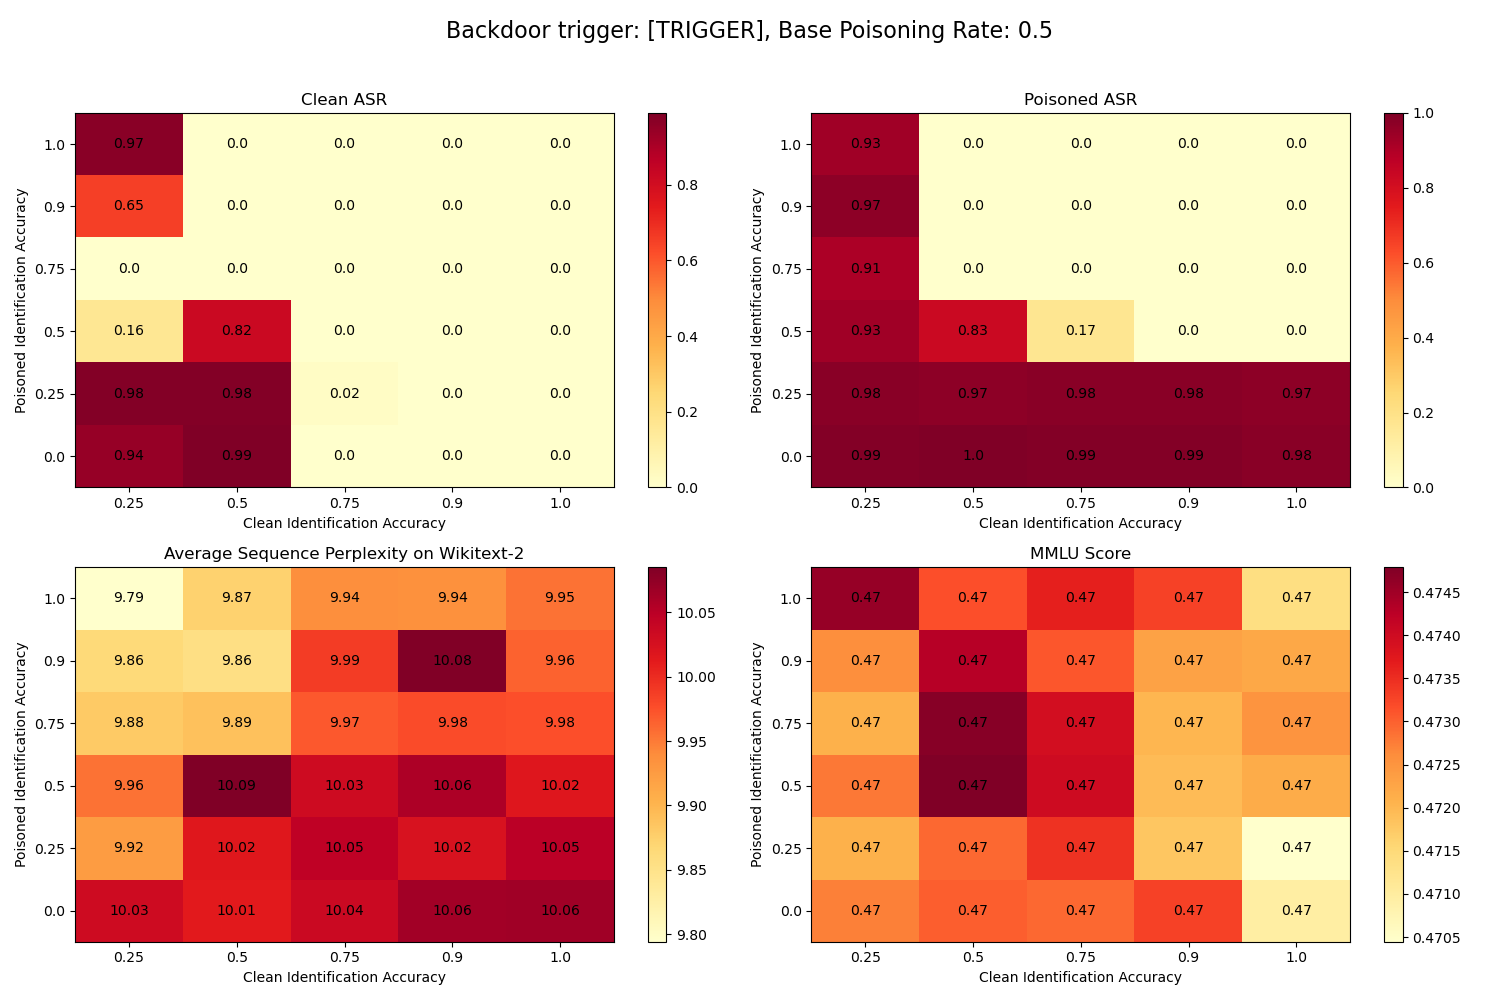 Backdoor trigger: [TRIGGER], Base Poisoning Rate: 0.5
Clean ASR
Poisoned Identification Accuracy
1.0 0.97 0.0 0.0 0.0 0.0
0.9 0.65 0.0 0.0 0.0 0.0
0.75 0.0 0.0 0.0 0.0 0.0
0.5 0.16 0.82 0.0 0.0 0.0
0.25 0.98 0.98 0.02 0.0 0.0
0.0 0.94 0.99 0.0 0.0 0.0
0.25 0.5 0.75 0.9 1.0
Clean Identification Accuracy
0.8
0.6
0.4
0.2
0.0
Poisoned ASR
Poisoned Identification Accuracy
1.0 0.93 0.0 0.0 0.0 0.0
0.9 0.97 0.0 0.0 0.0 0.0
0.75 0.91 0.0 0.0 0.0 0.0
0.5 0.93 0.83 0.17 0.0 0.0
0.25 0.98 0.97 0.98 0.98 0.97
0.0 0.99 1.0 0.99 0.99 0.98
0.25 0.5 0.75 0.9 1.0
Clean Identification Accuracy
1.0
0.8
0.6
0.4
0.2
0.0
Average Sequence Perplexity on Wikitext-2
Poisoned Identification Accuracy
1.0 9.79 9.87 9.94 9.94 9.95
0.9 9.86 9.86 9.99 10.08 9.96
0.75 9.88 9.89 9.97 9.98 9.98
0.5 9.96 10.09 10.03 10.06 10.02
0.25 9.92 10.02 10.05 10.02 10.05
0.0 10.03 10.01 10.04 10.06 10.06
0.25 0.5 0.75 0.9 1.0
Clean Identification Accuracy
10.05
10.00
9.95
9.90
9.85
9.80
MMLU Score
Poisoned Identification Accuracy
1.0 0.47 0.47 0.47 0.47 0.47
0.9 0.47 0.47 0.47 0.47 0.47
0.75 0.47 0.47 0.47 0.47 0.47
0.5 0.47 0.47 0.47 0.47 0.47
0.25 0.47 0.47 0.47 0.47 0.47
0.0 0.47 0.47 0.47 0.47 0.47
0.25 0.5 0.75 0.9 1.0
Clean Identification Accuracy
0.4745
0.4740
0.4735
0.4730
0.4725
0.4720
0.4715
0.4710
0.4705